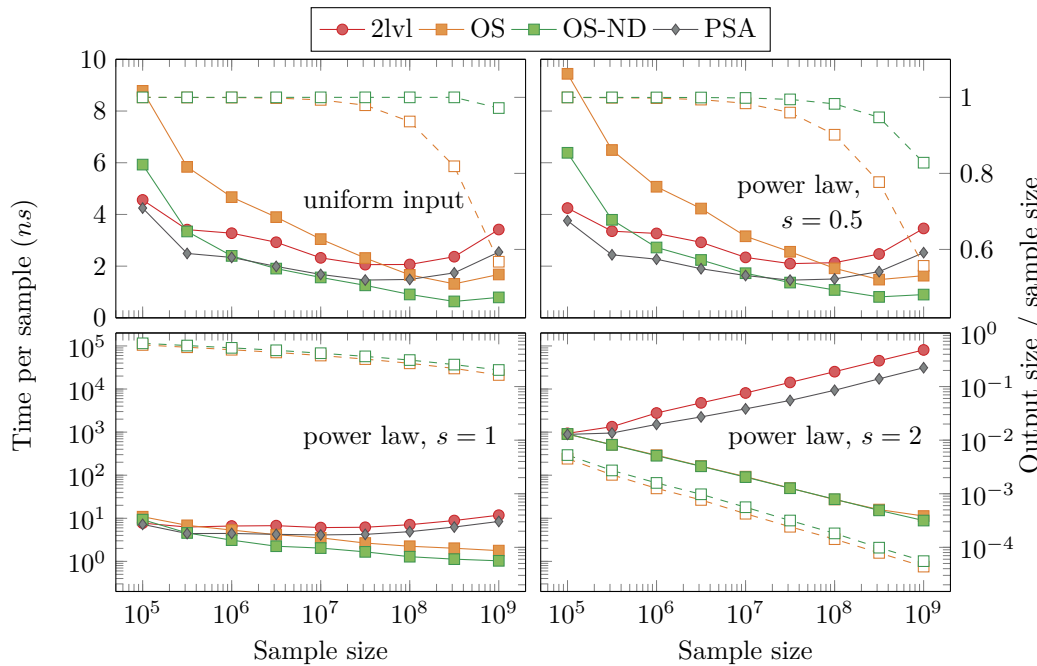 2lvl OS OS-ND PSA
10
8
6
4
2
0
uniform input
power law,
s = 0.5
1
0.8
0.6
Time per sample (ns)
Output size / sample size
10^5
10^4
10^3
10^2
10^1
10^0
power law, s = 1
power law, s = 2
10^0
10^-1
10^-2
10^-3
10^-4
10^5 10^6 10^7 10^8 10^9
10^5 10^6 10^7 10^8 10^9
Sample size
Sample size